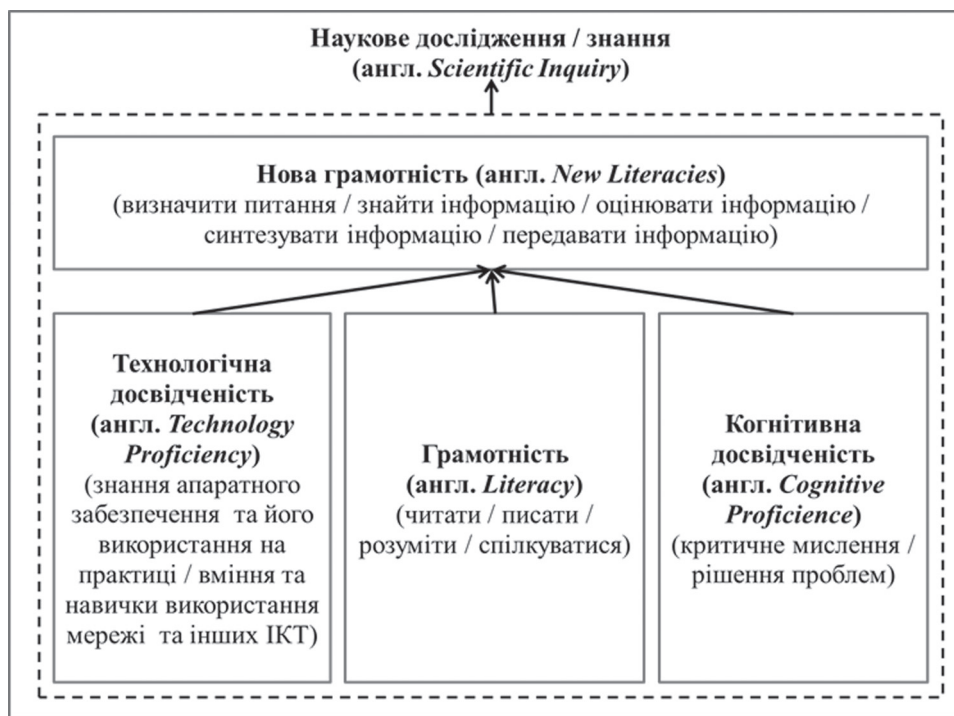 Наукове дослідження / знання
(англ. Scientific Inquiry)
Нова грамотність (англ. New Literacies)
(визначити питання / знайти інформацію / оцінювати інформацію /
синтезувати інформацію / передавати інформацію)
Технологічна
досвідченість
(англ. Technology
Proficiency)
(знання апаратного
забезпечення та його
використання на
практиці / вміння та
навички використання
мережі та інших ІКТ)
Грамотність
(англ. Literacy)
(читати / писати /
розуміти / спілкуватися)
Когнітивна
досвідченість
(англ. Cognitive
Proficience)
(критичне мислення /
рішення проблем)